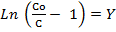 Ln (Co/C − 1) = Y